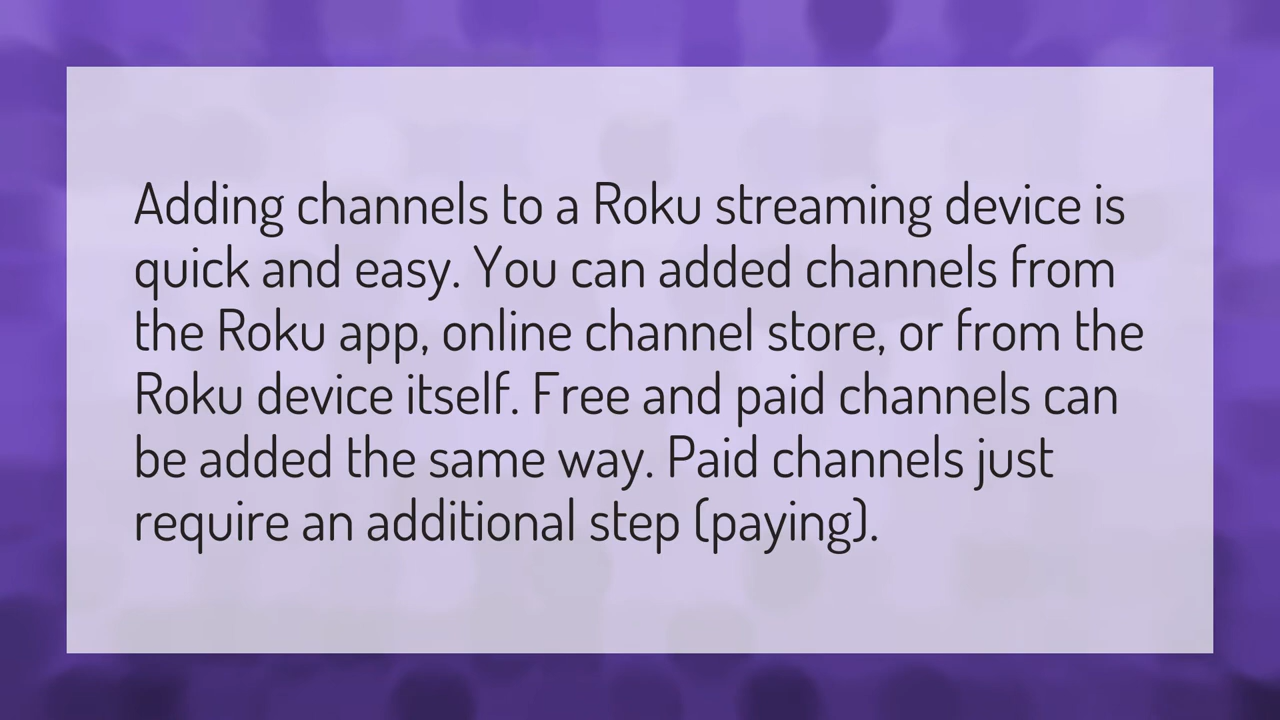 Adding channels to a Roku streaming device is
quick and easy. You can added channels from
the Roku app, online channel store, or from the
Roku device itself. Free and paid channels can
be added the same way. Paid channels just
require an additional step (paying).